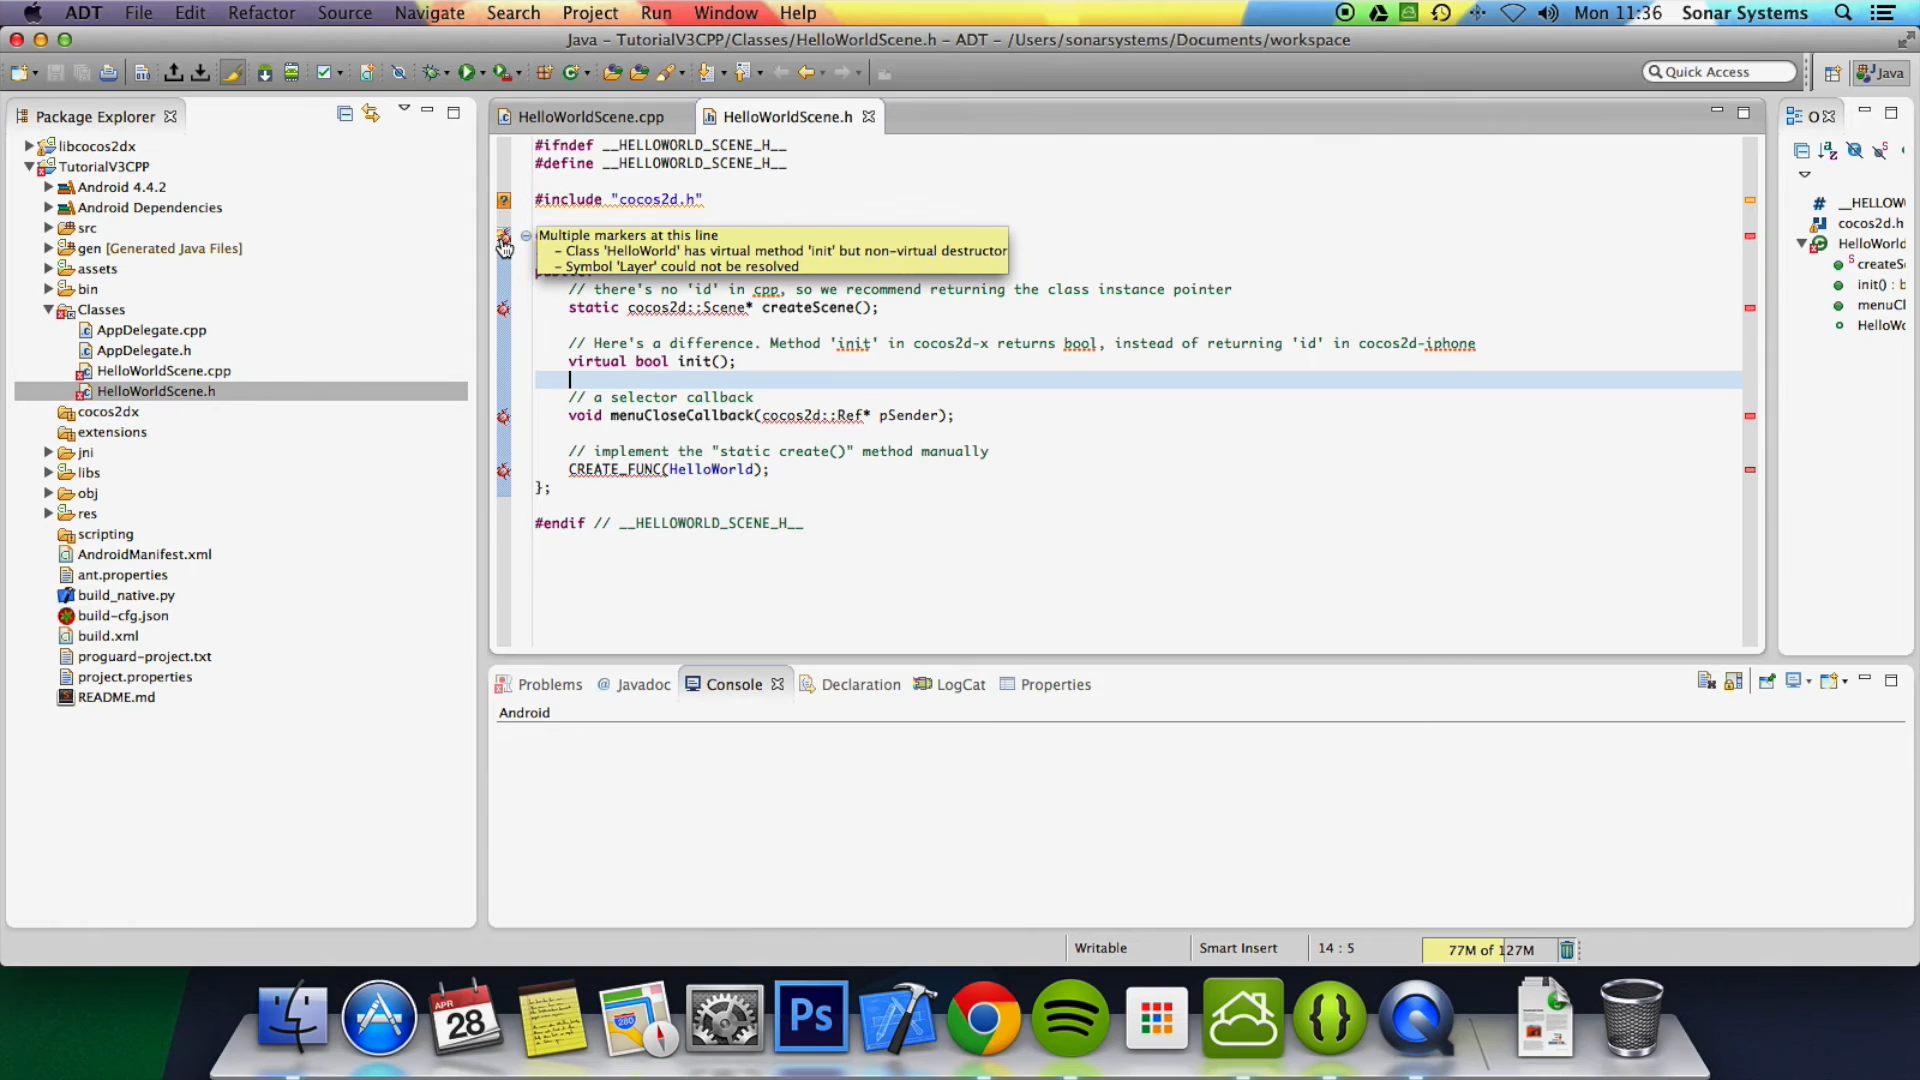 ADT File Edit Refactor Source Navigate Search Project Run Window Help Mon 11:36 Sonar Systems
Java – TutorialV3CPP/Classes/HelloWorldScene.h – ADT – /Users/sonarsystems/Documents/workspace
Quick Access
Java
Package Explorer
libcocos2dx
TutorialV3CPP
Android 4.4.2
Android Dependencies
src
gen [Generated Java Files]
assets
bin
Classes
AppDelegate.cpp
AppDelegate.h
HelloWorldScene.cpp
HelloWorldScene.h
cocos2dx
extensions
jni
libs
obj
res
scripting
AndroidManifest.xml
ant.properties
build_native.py
build-cfg.json
build.xml
proguard-project.txt
project.properties
README.md
HelloWorldScene.cpp HelloWorldScene.h
#ifndef __HELLOWORLD_SCENE_H__
#define __HELLOWORLD_SCENE_H__
#include "cocos2d.h"
Multiple markers at this line
– Class 'HelloWorld' has virtual method 'init' but non-virtual destructor
– Symbol 'Layer' could not be resolved
// there's no 'id' in cpp, so we recommend returning the class instance pointer
static cocos2d::Scene* createScene();
// Here's a difference. Method 'init' in cocos2d-x returns bool, instead of returning 'id' in cocos2d-iphone
virtual bool init();
// a selector callback
void menuCloseCallback(cocos2d::Ref* pSender);
// implement the "static create()" method manually
CREATE_FUNC(HelloWorld);
};
#endif // __HELLOWORLD_SCENE_H__
O
__HELLOW
cocos2d.h
HelloWorld
createS
init() : b
menuCl
HelloWo
Problems @ Javadoc Console Declaration LogCat Properties
Android
Writable Smart Insert 14 : 5 77M of 127M
APR
28
280
Ps